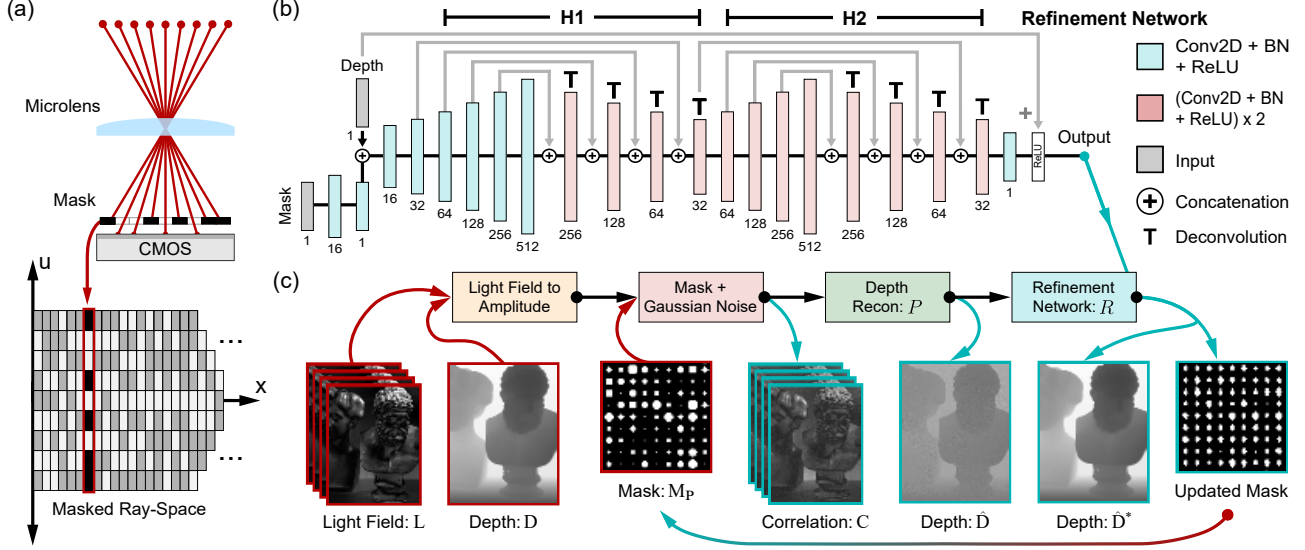 (a)
Microlens
Mask
CMOS
u
x
...
...
Masked Ray-Space
(b)
H1
H2
Refinement Network
Depth
1
Mask
1
16
1
16
32
64
128
256
512
T
256
T
128
T
64
T
32
64
128
256
512
T
256
T
128
T
64
T
32
1
+
ReLU
Output
Conv2D + BN
+ ReLU
(Conv2D + BN
+ ReLU) x 2
Input
Concatenation
T Deconvolution
(c)
Light Field to
Amplitude
Mask +
Gaussian Noise
Depth
Recon: P
Refinement
Network: R
Light Field: L
Depth: D
Mask: M_P
Correlation: C
Depth: D̂
Depth: D̂*
Updated Mask